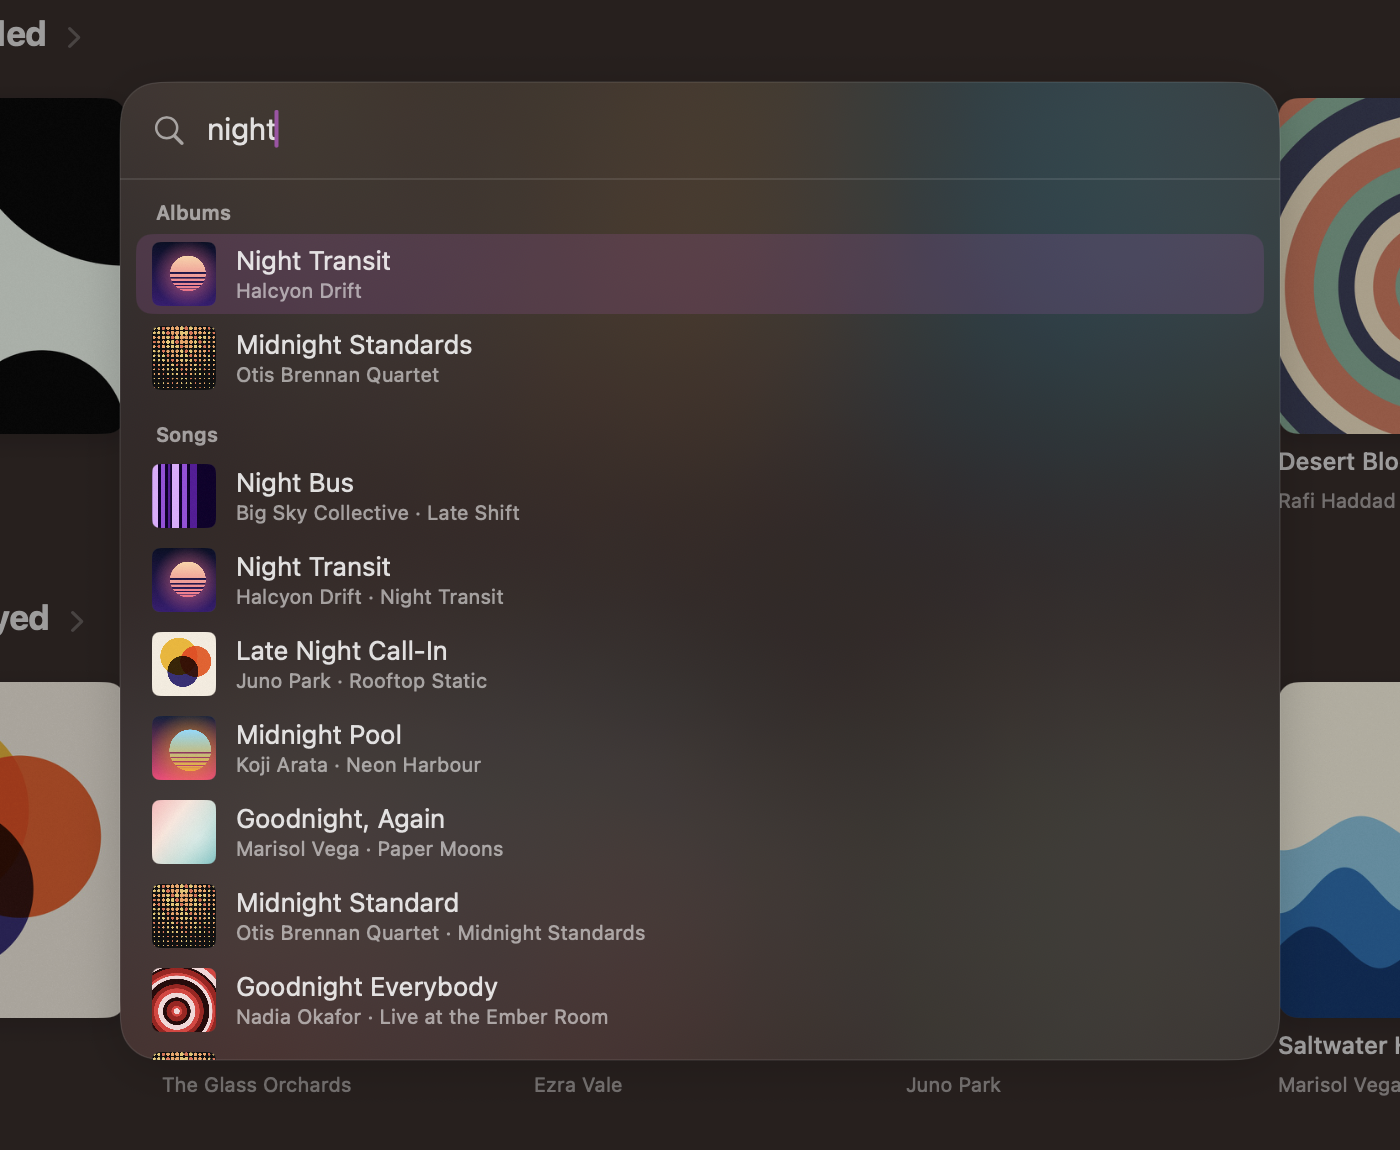 night
Albums
Night Transit
Halcyon Drift
Midnight Standards
Otis Brennan Quartet
Songs
Night Bus
Big Sky Collective · Late Shift
Night Transit
Halcyon Drift · Night Transit
Late Night Call-In
Juno Park · Rooftop Static
Midnight Pool
Koji Arata · Neon Harbour
Goodnight, Again
Marisol Vega · Paper Moons
Midnight Standard
Otis Brennan Quartet · Midnight Standards
Goodnight Everybody
Nadia Okafor · Live at the Ember Room
Desert Blo
Rafi Haddad
Saltwater
The Glass Orchards
Ezra Vale
Juno Park
Marisol Vega